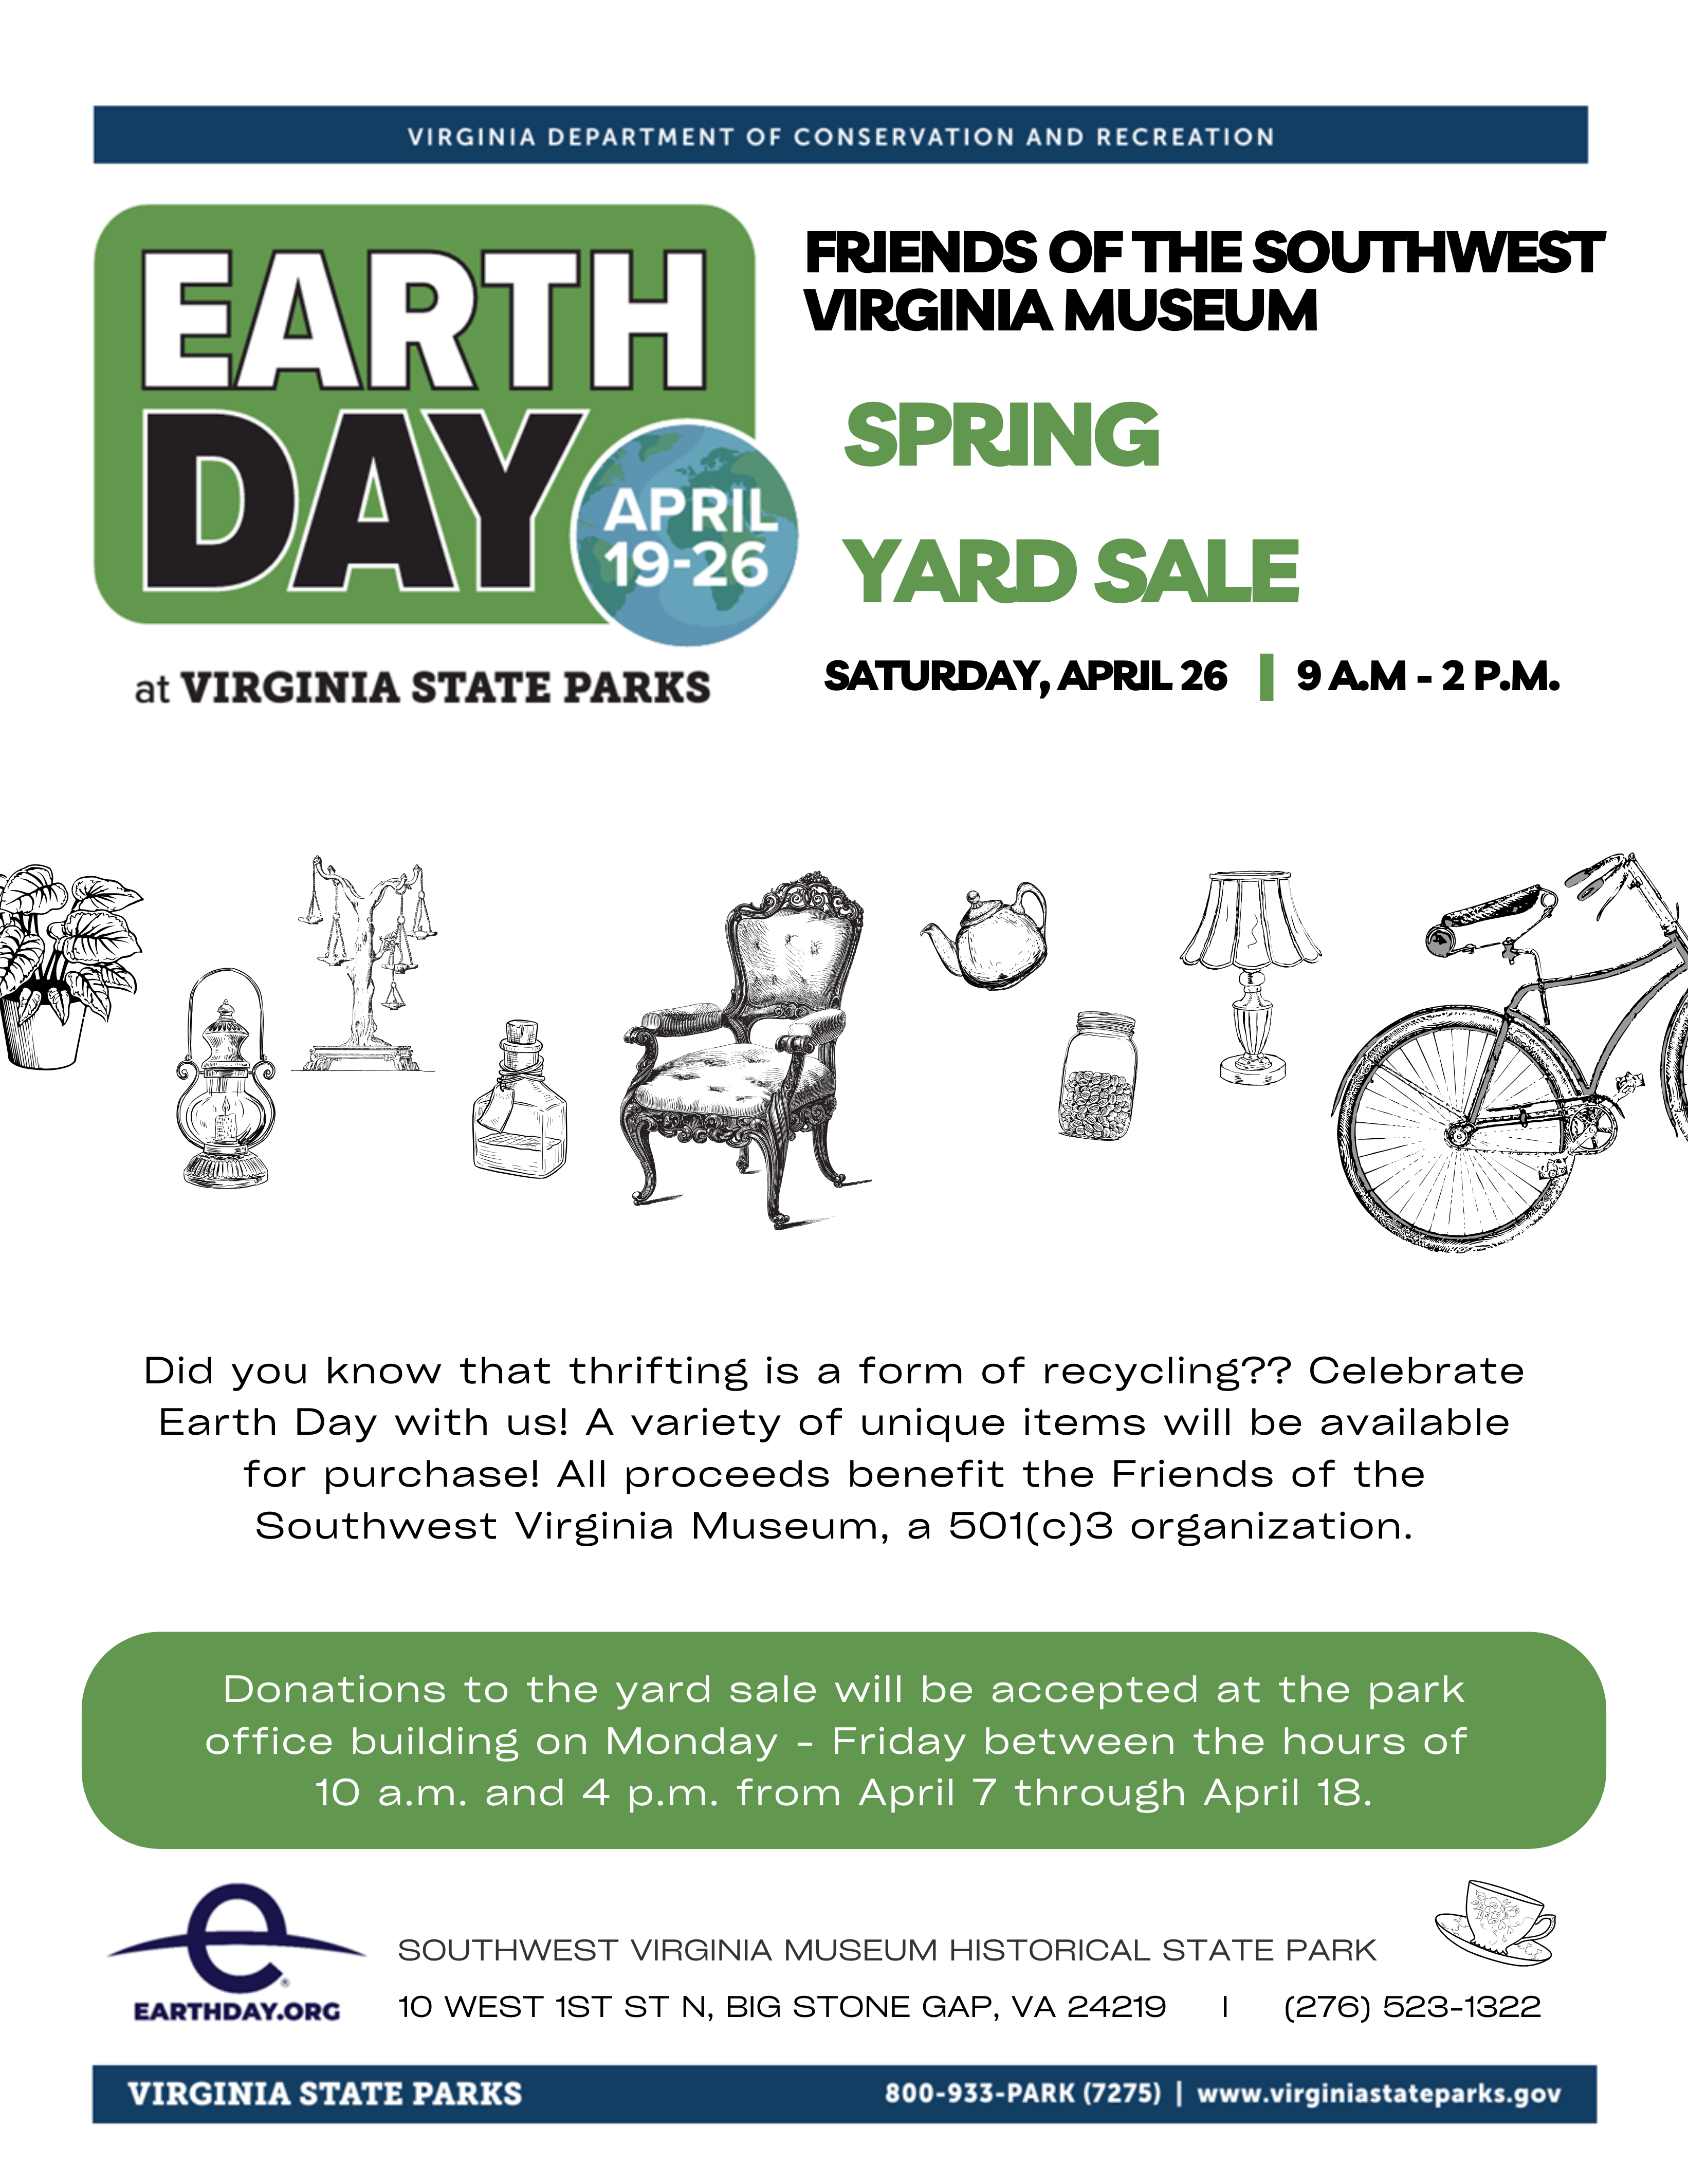 VIRGINIA DEPARTMENT OF CONSERVATION AND RECREATION
EARTH
DAY
APRIL
19-26
at VIRGINIA STATE PARKS
FRIENDS OF THE SOUTHWEST
VIRGINIA MUSEUM
SPRING
YARD SALE
SATURDAY, APRIL 26 | 9 A.M - 2 P.M.
Did you know that thrifting is a form of recycling?? Celebrate
Earth Day with us! A variety of unique items will be available
for purchase! All proceeds benefit the Friends of the
Southwest Virginia Museum, a 501(c)3 organization.
Donations to the yard sale will be accepted at the park
office building on Monday - Friday between the hours of
10 a.m. and 4 p.m. from April 7 through April 18.
e®
EARTHDAY.ORG
SOUTHWEST VIRGINIA MUSEUM HISTORICAL STATE PARK
10 WEST 1ST ST N, BIG STONE GAP, VA 24219 | (276) 523-1322
VIRGINIA STATE PARKS
800-933-PARK (7275) | www.virginiastateparks.gov